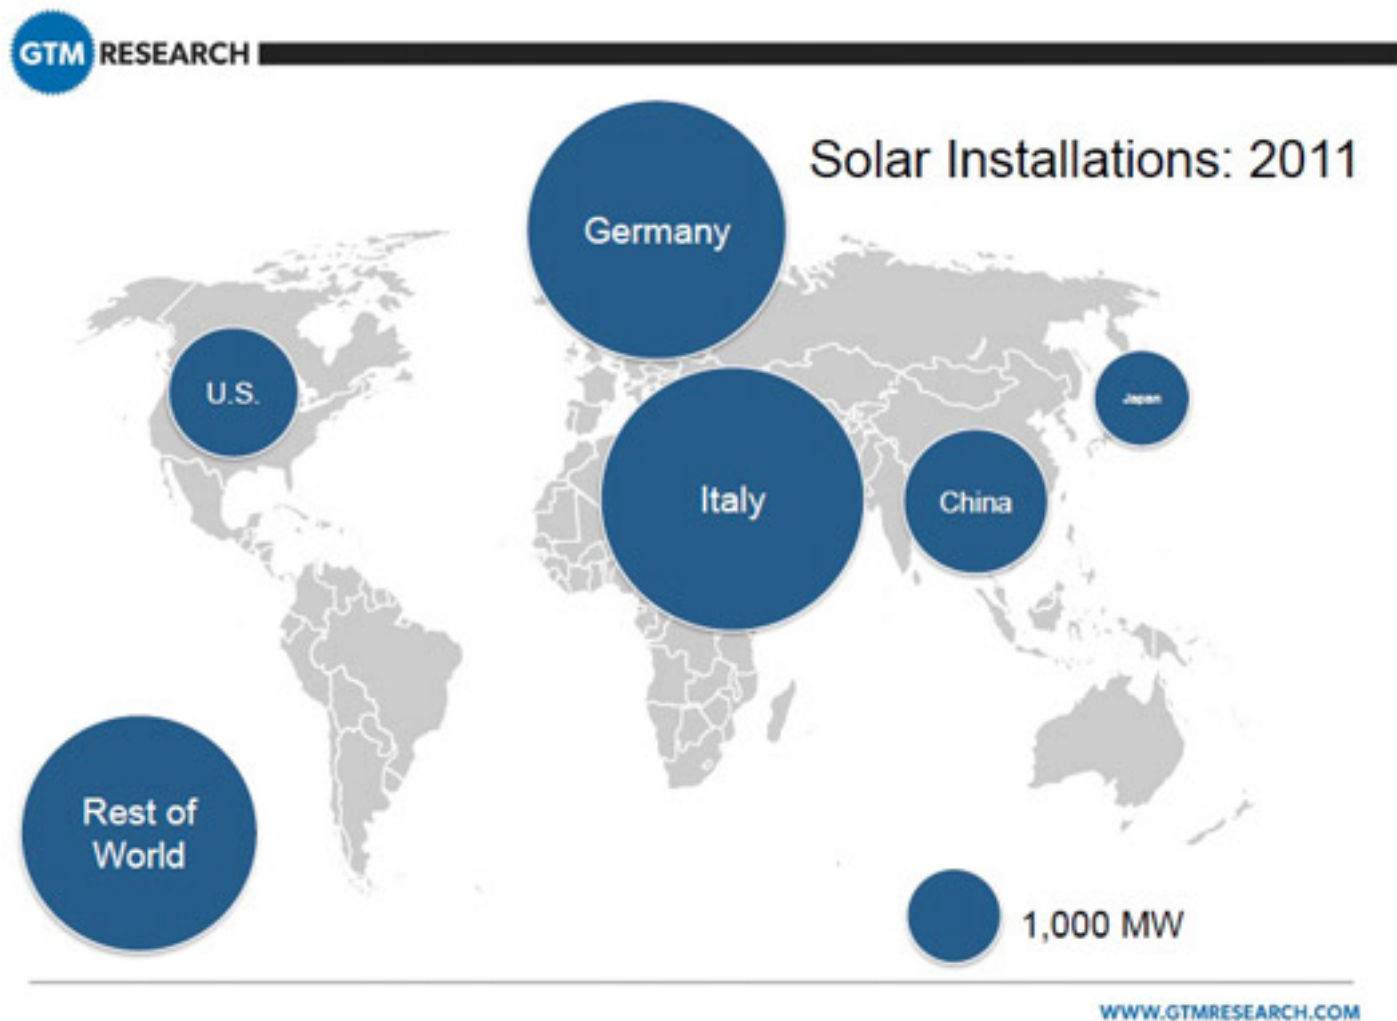 GTM RESEARCH
Solar Installations: 2011
Germany
U.S.
Japan
Italy
China
Rest of
World
1,000 MW
WWW.GTMRESEARCH.COM